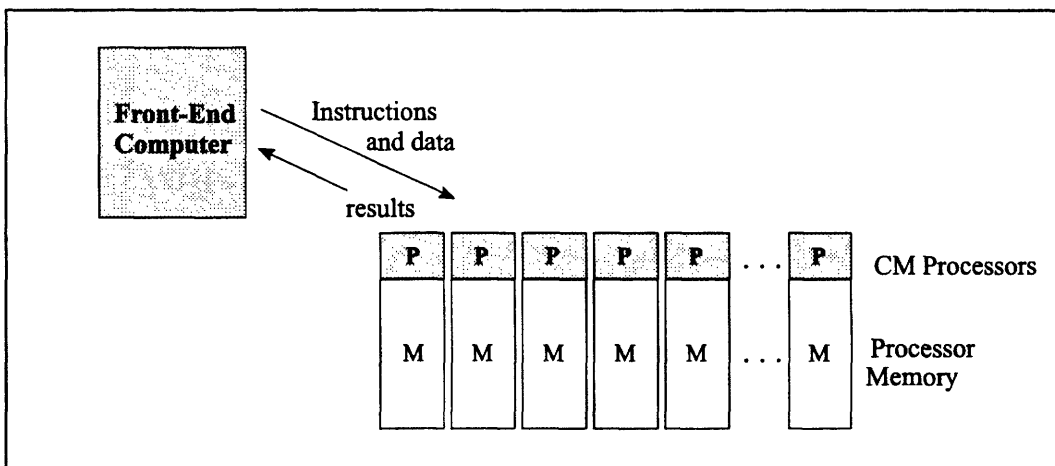 Front-End
Computer
Instructions
and data
results
P P P P P . . . P
CM Processors
M M M M M . . . M
Processor
Memory